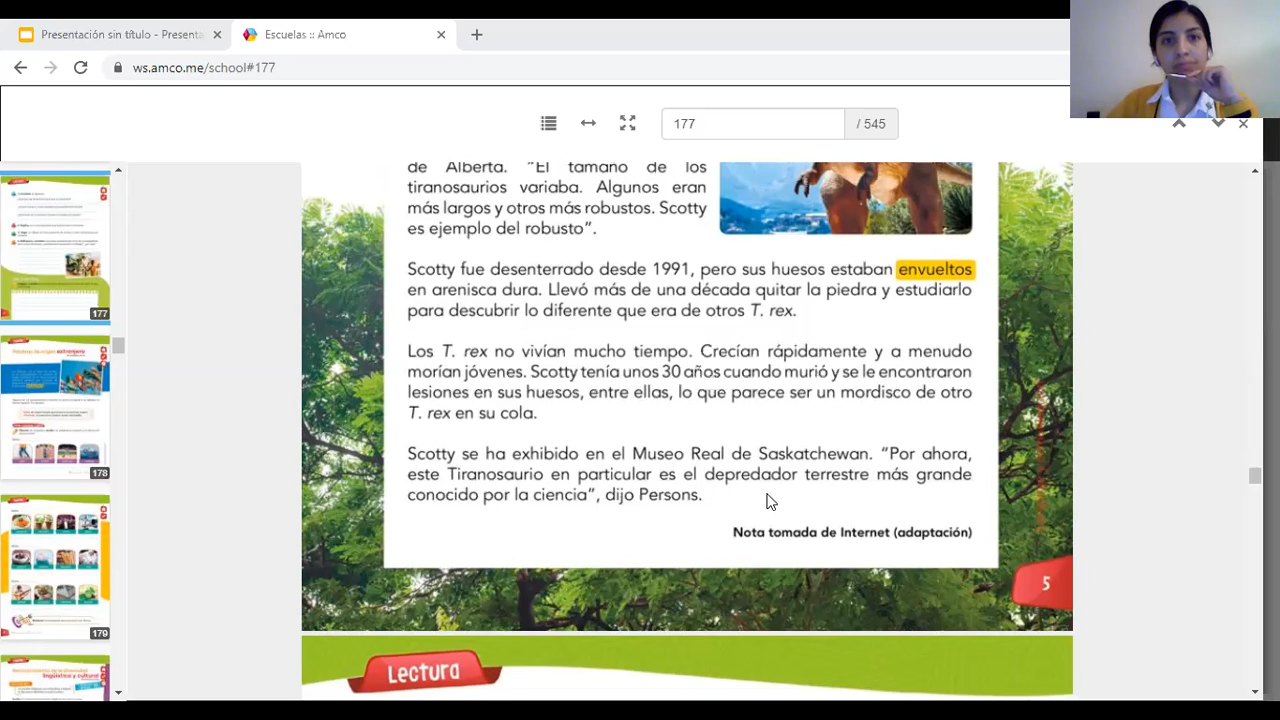 Presentación sin título - Presenta
Escuelas :: Amco
ws.amco.me/school#177
177
/ 545
de Alberta. "El tamaño de los
tiranosaurios variaba. Algunos eran
más largos y otros más robustos. Scotty
es ejemplo del robusto".
Scotty fue desenterrado desde 1991, pero sus huesos estaban envueltos
en arenisca dura. Llevó más de una década quitar la piedra y estudiarlo
para descubrir lo diferente que era de otros T. rex.
Los T. rex no vivían mucho tiempo. Crecían rápidamente y a menudo
morían jóvenes. Scotty tenía unos 30 años cuando murió y se le encontraron
lesiones en sus huesos, entre ellas, lo que parece ser un mordisco de otro
T. rex en su cola.
Scotty se ha exhibido en el Museo Real de Saskatchewan. "Por ahora,
este Tiranosaurio en particular es el depredador terrestre más grande
conocido por la ciencia", dijo Persons.
Nota tomada de Internet (adaptación)
5
Lectura
177
178
179